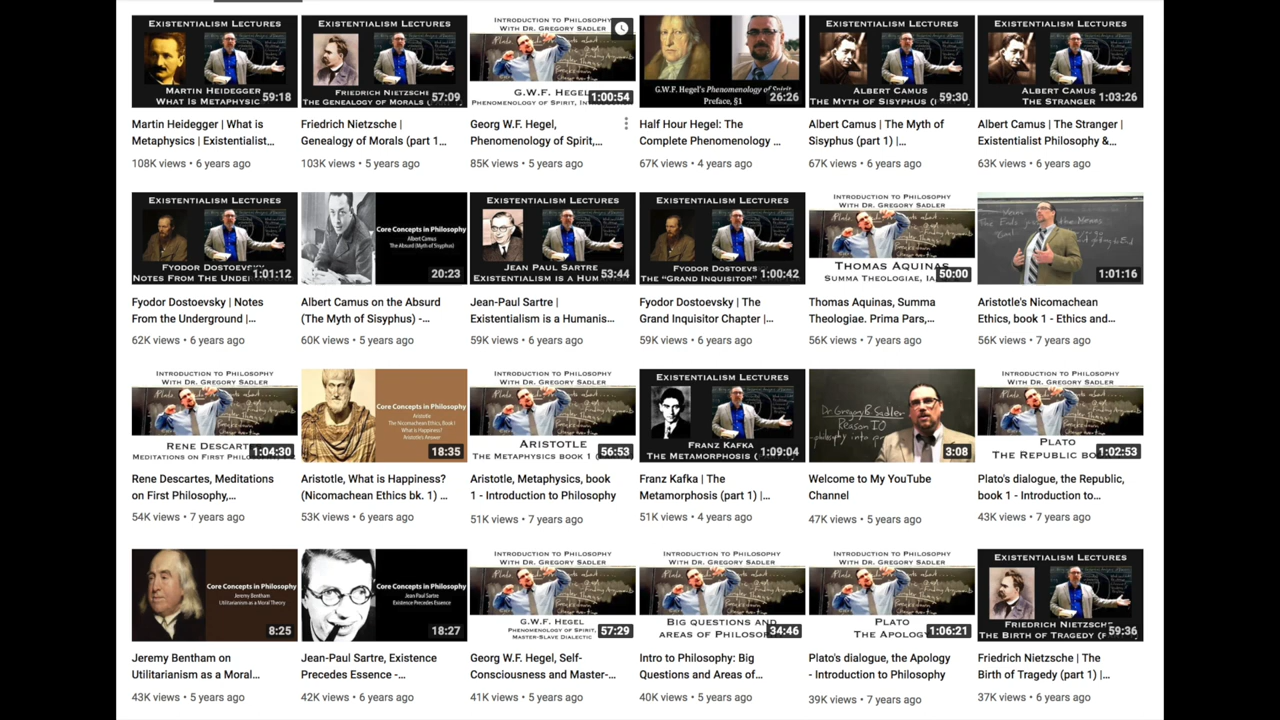 EXISTENTIALISM LECTURES
MARTIN HEIDEGGER
WHAT IS METAPHYSIC
59:18
Martin Heidegger | What is
Metaphysics | Existentialist...
108K views • 6 years ago
EXISTENTIALISM LECTURES
FRIEDRICH NIETZSCHE
THE GENEALOGY OF MORALS
57:09
Friedrich Nietzsche |
Genealogy of Morals (part 1...
103K views • 5 years ago
INTRODUCTION TO PHILOSOPHY
WITH DR. GREGORY SADLER
G.W.F. HEGEL
PHENOMENOLOGY OF SPIRIT,
1:00:54
Georg W.F. Hegel,
Phenomenology of Spirit,...
85K views • 5 years ago
G.W.F. Hegel's Phenomenology of Spirit
Preface, §1
26:26
Half Hour Hegel: The
Complete Phenomenology ...
67K views • 4 years ago
EXISTENTIALISM LECTURES
ALBERT CAMUS
THE MYTH OF SISYPHUS
59:30
Albert Camus | The Myth of
Sisyphus (part 1) |...
67K views • 6 years ago
EXISTENTIALISM LECTURES
ALBERT CAMUS
THE STRANGER
1:03:26
Albert Camus | The Stranger |
Existentialist Philosophy &...
63K views • 6 years ago
EXISTENTIALISM LECTURES
FYODOR DOSTOEVSKY
NOTES FROM THE UNDE
1:01:12
Fyodor Dostoevsky | Notes
From the Underground |...
62K views • 6 years ago
Core Concepts in Philosophy
Albert Camus
The Absurd (Myth of Sisyphus)
20:23
Albert Camus on the Absurd
(The Myth of Sisyphus) -...
60K views • 5 years ago
EXISTENTIALISM LECTURES
JEAN PAUL SARTRE
EXISTENTIALISM IS A HUM
53:44
Jean-Paul Sartre |
Existentialism is a Humanis...
59K views • 6 years ago
EXISTENTIALISM LECTURES
FYODOR DOSTOEVS
THE "GRAND INQUISITOR"
1:00:42
Fyodor Dostoevsky | The
Grand Inquisitor Chapter |...
59K views • 6 years ago
INTRODUCTION TO PHILOSOPHY
WITH DR. GREGORY SADLER
THOMAS AQUINAS
SUMMA THEOLOGIAE, IA
50:00
Thomas Aquinas, Summa
Theologiae. Prima Pars,...
56K views • 7 years ago
1:01:16
Aristotle's Nicomachean
Ethics, book 1 - Ethics and...
56K views • 7 years ago
INTRODUCTION TO PHILOSOPHY
WITH DR. GREGORY SADLER
RENE DESCART
MEDITATIONS ON FIRST PHILO
1:04:30
Rene Descartes, Meditations
on First Philosophy,...
54K views • 7 years ago
Core Concepts in Philosophy
Aristotle
The Nicomachean Ethics, Book I
What is Happiness?
Aristotle's Answer
18:35
Aristotle, What is Happiness?
(Nicomachean Ethics bk. 1) ...
53K views • 6 years ago
INTRODUCTION TO PHILOSOPHY
WITH DR. GREGORY SADLER
ARISTOTLE
THE METAPHYSICS BOOK 1
56:53
Aristotle, Metaphysics, book
1 - Introduction to Philosophy
51K views • 7 years ago
EXISTENTIALISM LECTURES
FRANZ KAFKA
THE METAMORPHOSIS
1:09:04
Franz Kafka | The
Metamorphosis (part 1) |...
51K views • 4 years ago
Dr Gregory B Sadler
Reason IO
philosophy into
3:08
Welcome to My YouTube
Channel
47K views • 5 years ago
INTRODUCTION TO PHILOSOPHY
WITH DR. GREGORY SADLER
PLATO
THE REPUBLIC BO
1:02:53
Plato's dialogue, the Republic,
book 1 - Introduction to...
43K views • 7 years ago
Core Concepts in Philosophy
Jeremy Bentham
Utilitarianism as a Moral Theory
8:25
Jeremy Bentham on
Utilitarianism as a Moral...
43K views • 5 years ago
Core Concepts in Philosophy
Jean-Paul Sartre
Existence Precedes Essence
18:27
Jean-Paul Sartre, Existence
Precedes Essence -...
42K views • 6 years ago
INTRODUCTION TO PHILOSOPHY
WITH DR. GREGORY SADLER
G.W.F. HEGEL
PHENOMENOLOGY OF SPIRIT,
MASTER-SLAVE DIALECTIC
57:29
Georg W.F. Hegel, Self-
Consciousness and Master-...
41K views • 5 years ago
INTRODUCTION TO PHILOSOPHY
WITH DR. GREGORY SADLER
BIG QUESTIONS AND
AREAS OF PHILOSO
34:46
Intro to Philosophy: Big
Questions and Areas of...
40K views • 5 years ago
INTRODUCTION TO PHILOSOPHY
WITH DR. GREGORY SADLER
PLATO
THE APOLOGY
1:06:21
Plato's dialogue, the Apology
- Introduction to Philosophy
39K views • 7 years ago
EXISTENTIALISM LECTURES
FRIEDRICH NIETZSCHE
THE BIRTH OF TRAGEDY
59:36
Friedrich Nietzsche | The
Birth of Tragedy (part 1) |...
37K views • 6 years ago